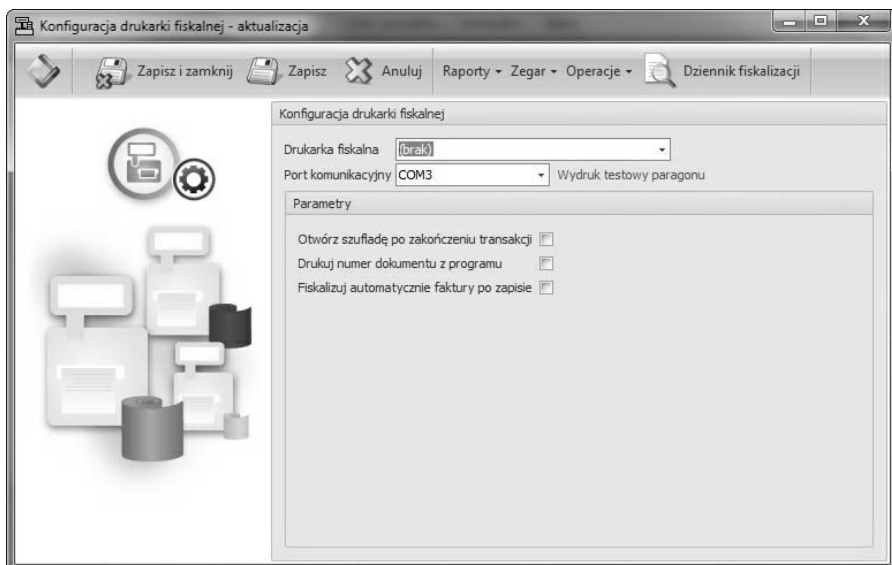 Konfiguracja drukarki fiskalnej - aktualizacja
Zapisz i zamknij Zapisz Anuluj Raporty Zegar Operacje Dziennik fiskalizacji
Konfiguracja drukarki fiskalnej
Drukarka fiskalna (brak)
Port komunikacyjny COM3 Wydruk testowy paragonu
Parametry
Otwórz szufladę po zakończeniu transakcji
Drukuj numer dokumentu z programu
Fiskalizuj automatycznie faktury po zapisie